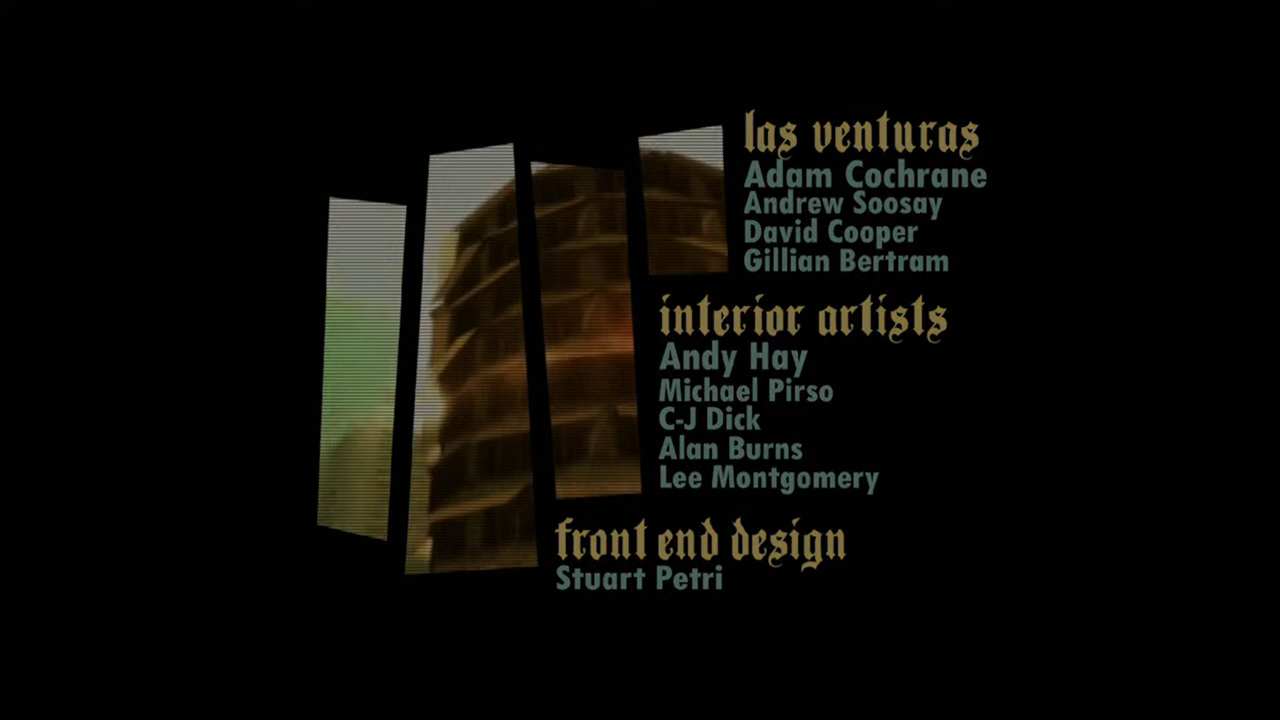 las venturas
Adam Cochrane
Andrew Soosay
David Cooper
Gillian Bertram
interior artists
Andy Hay
Michael Pirso
C-J Dick
Alan Burns
Lee Montgomery
front end design
Stuart Petri